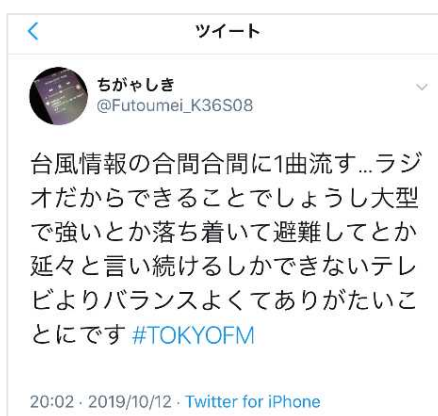 ツイート
ちがゃしき
@Futoumei_K36S08
台風情報の合間合間に1曲流す...ラジ
オだからできることでしょうし大型
で強いとか落ち着いて避難してとか
延々と言い続けるしかできないテレ
ビよりバランスよくてありがたいこ
とにです #TOKYOFM
20:02 · 2019/10/12 · Twitter for iPhone